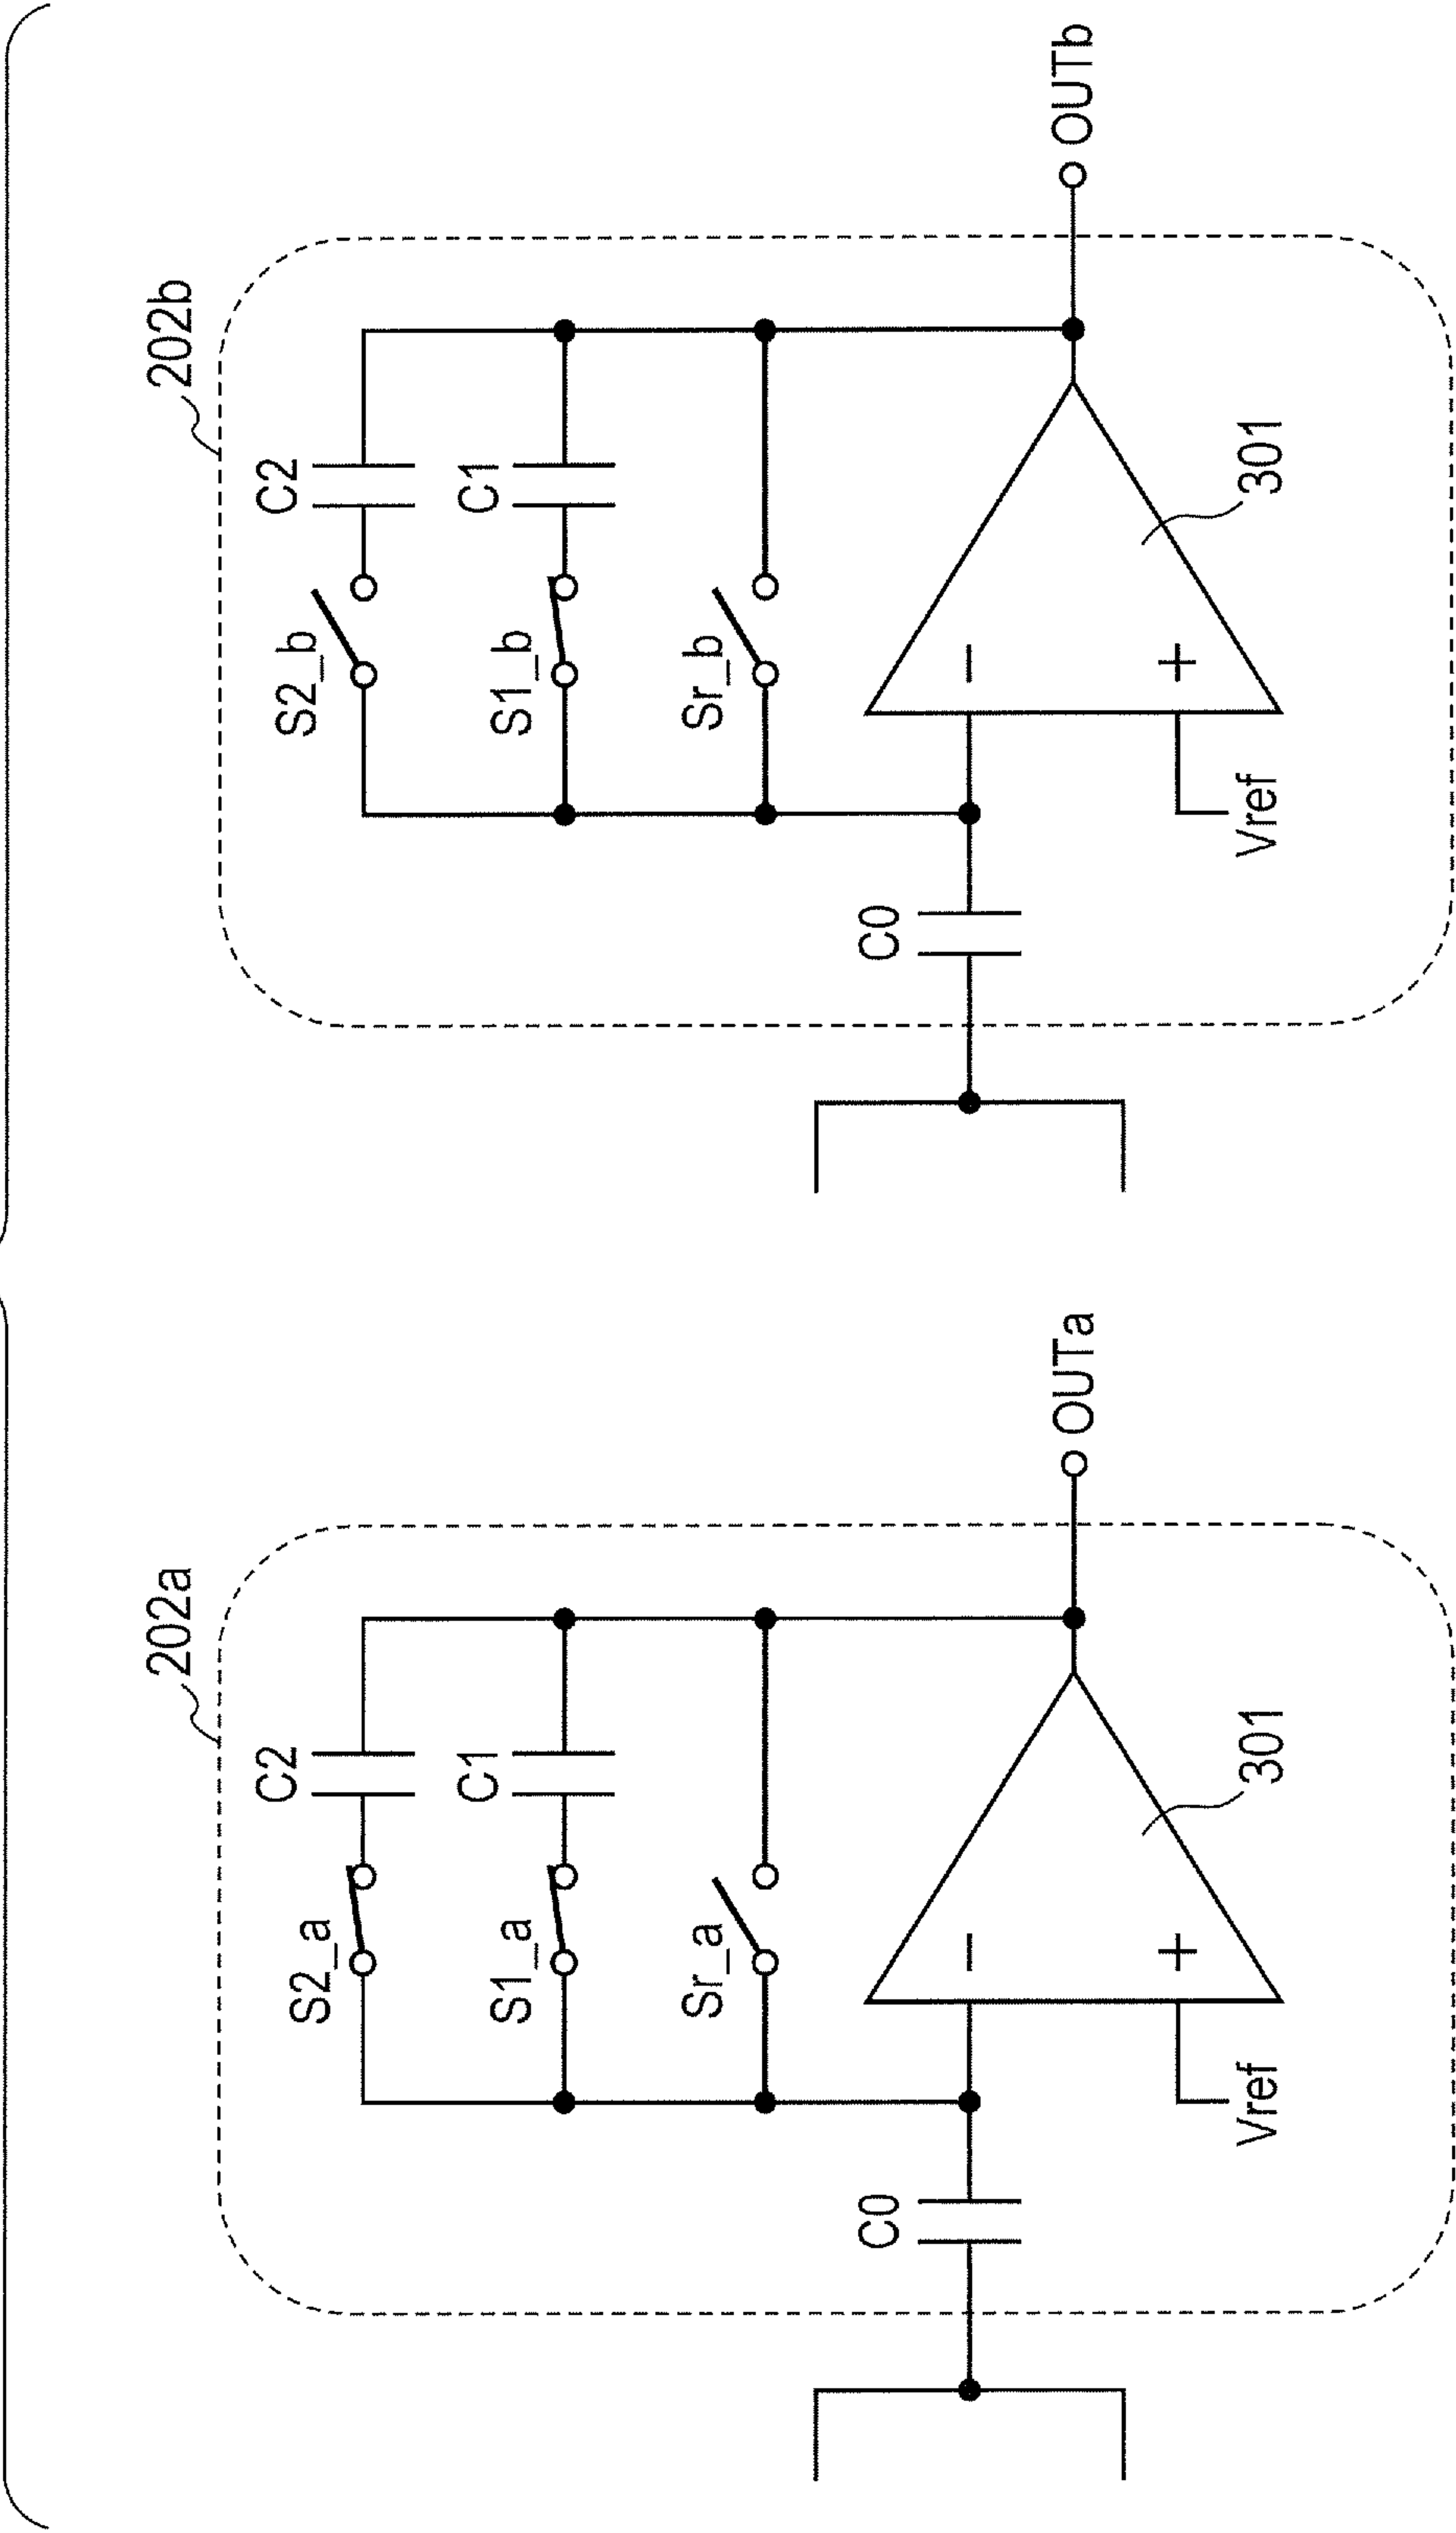 202a
C2
S2_a
C1
S1_a
Sr_a
C0
OUTa
301
Vref
202b
C2
S2_b
C1
S1_b
Sr_b
C0
OUTb
301
Vref
− +
− +